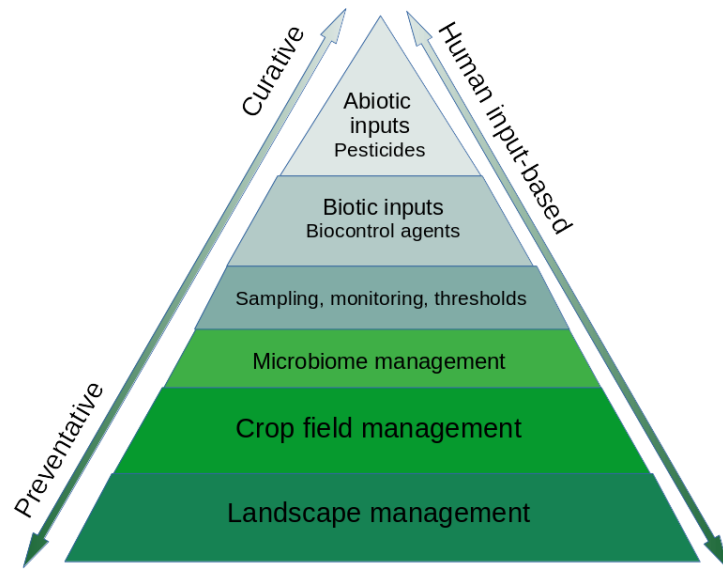 Curative
Human input-based
Abiotic
inputs
Pesticides
Biotic inputs
Biocontrol agents
Sampling, monitoring, thresholds
Microbiome management
Preventative
Crop field management
Landscape management